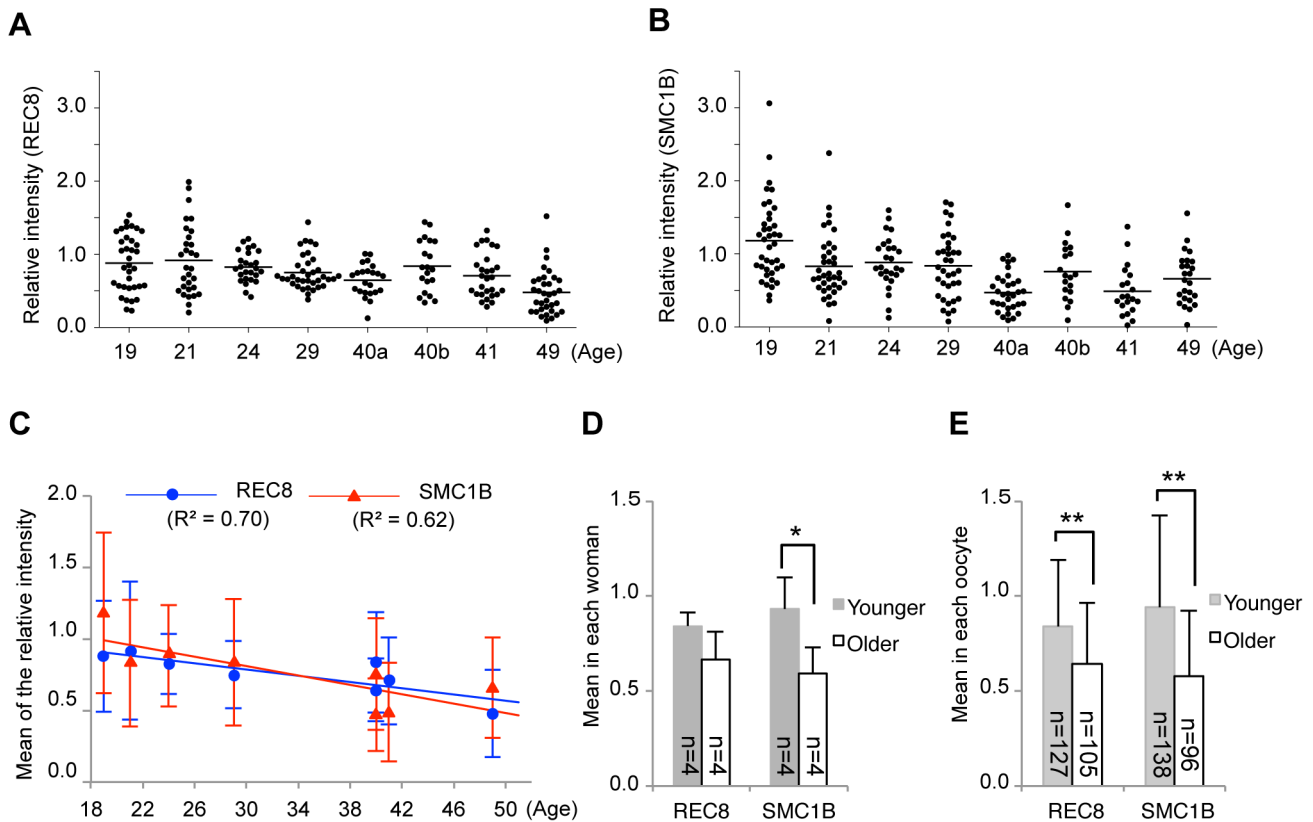 A
Relative intensity (REC8)
3.0
2.0
1.0
0.0
19 21 24 29 40a 40b 41 49 (Age)
B
Relative intensity (SMC1B)
3.0
2.0
1.0
0.0
19 21 24 29 40a 40b 41 49 (Age)
C
Mean of the relative intensity
REC8 SMC1B
(R² = 0.70) (R² = 0.62)
2.0
1.5
1.0
0.5
0.0
18 22 26 30 34 38 42 46 50 (Age)
D
Mean in each woman
1.5
1.0
0.5
0.0
*
Younger
Older
n=4 n=4 n=4 n=4
REC8 SMC1B
E
Mean in each oocyte
1.5
1.0
0.5
0.0
** **
Younger
Older
n=127 n=105 n=138 n=96
REC8 SMC1B